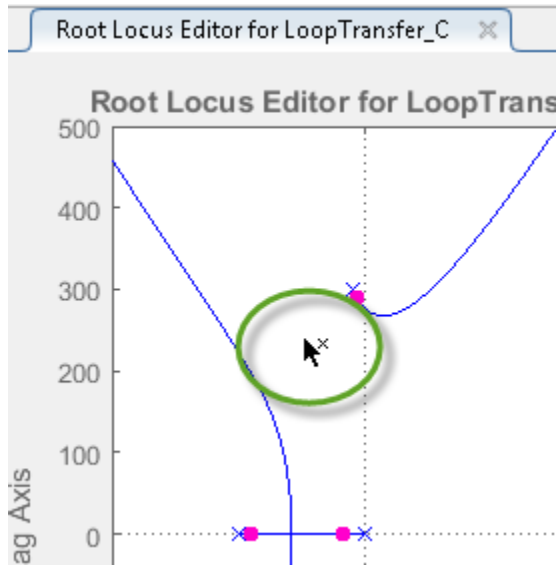 Root Locus Editor for LoopTransfer_C
Root Locus Editor for LoopTrans
500
400
300
200
100
0
ag Axis